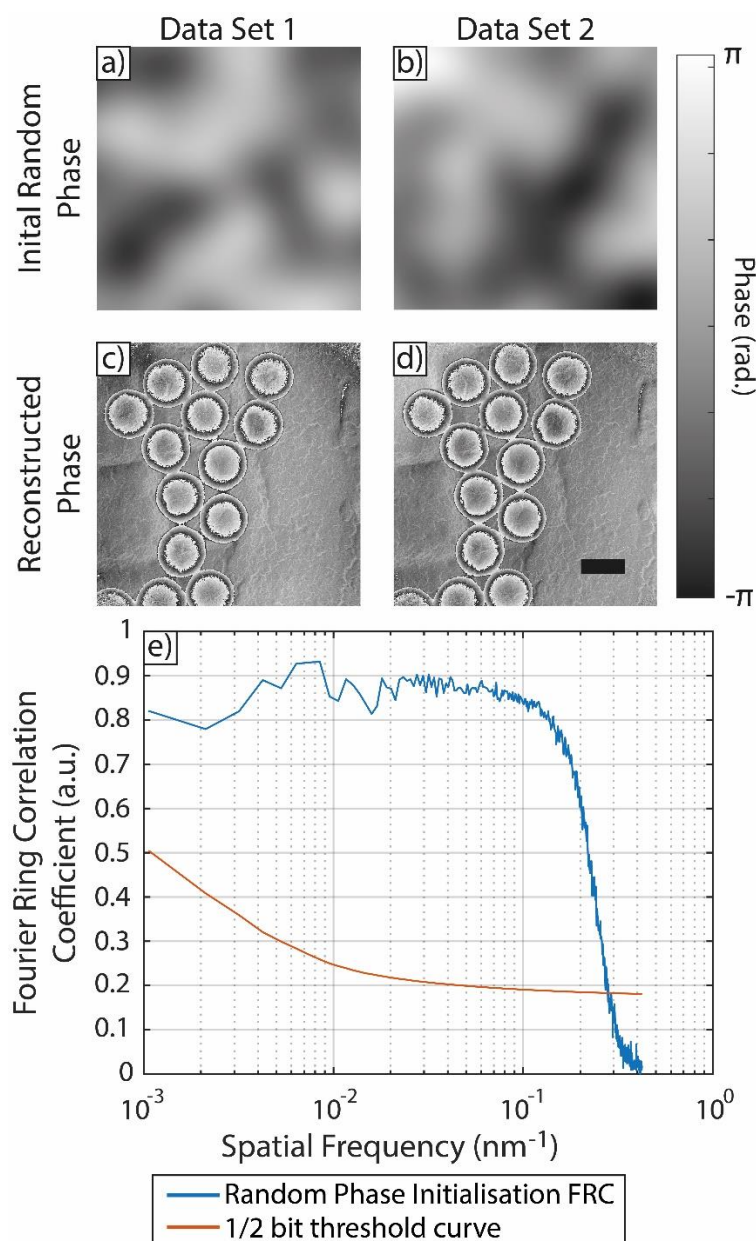 Data Set 1
Data Set 2
a)
b)
π
Inital Random
Phase
c)
d)
Phase (rad.)
Reconstructed
Phase
-π
e)
1
0.9
0.8
0.7
0.6
0.5
0.4
0.3
0.2
0.1
0
Fourier Ring Correlation
Coefficient (a.u.)
10⁻³
10⁻²
10⁻¹
10⁰
Spatial Frequency (nm⁻¹)
Random Phase Initialisation FRC
1/2 bit threshold curve